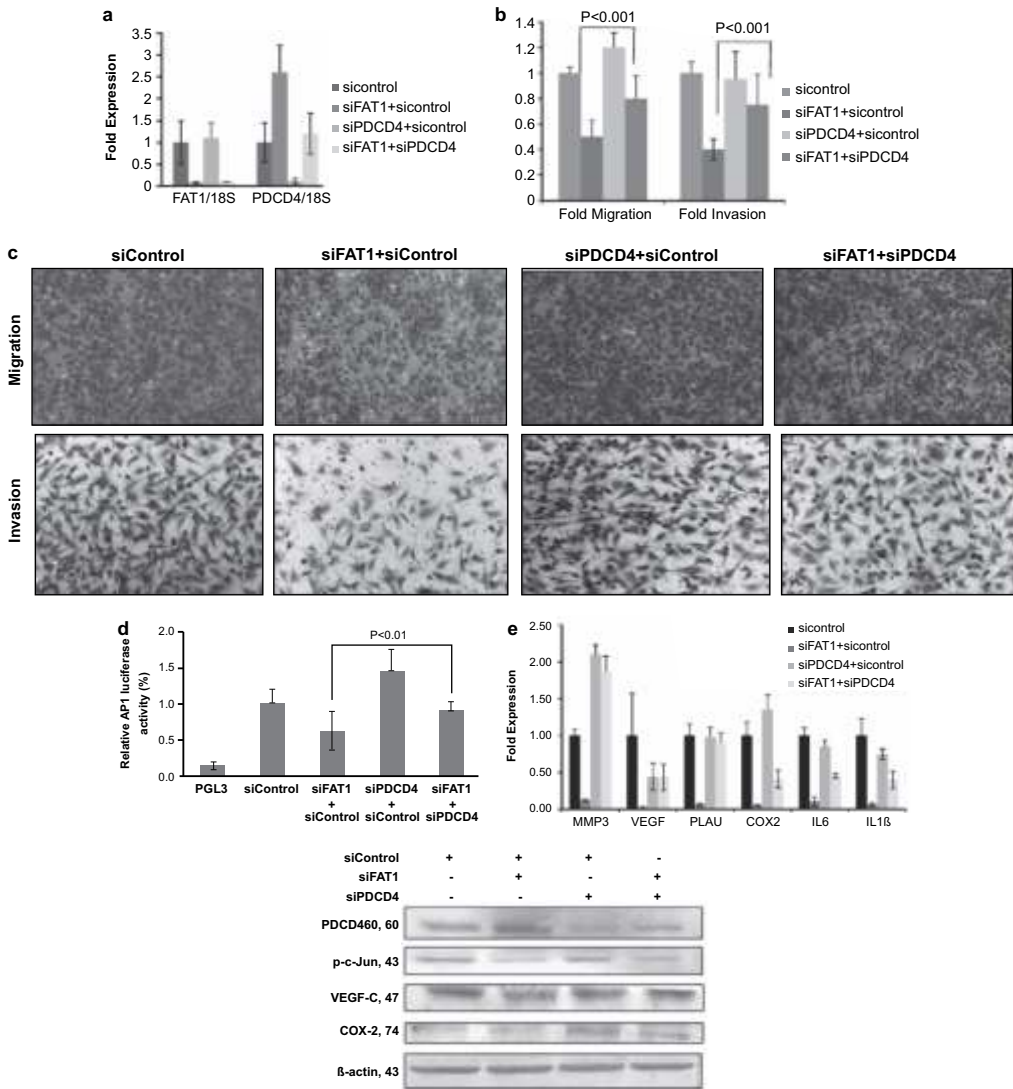 a
Fold Expression
3.5
3
2.5
2
1.5
1
0.5
0
FAT1/18S
PDCD4/18S
sicontrol
siFAT1+sicontrol
siPDCD4+sicontrol
siFAT1+siPDCD4
b
P<0.001
P<0.001
1.4
1.2
1
0.8
0.6
0.4
0.2
0
Fold Migration
Fold Invasion
sicontrol
siFAT1+sicontrol
siPDCD4+sicontrol
siFAT1+siPDCD4
c
siControl
siFAT1+siControl
siPDCD4+siControl
siFAT1+siPDCD4
Migration
Invasion
d
Relative AP1 luciferase
activity (%)
2.0
1.5
1.0
0.5
0.0
P<0.01
PGL3
siControl
siFAT1
+
siControl
siPDCD4
+
siControl
siFAT1
+
siPDCD4
e
Fold Expression
2.50
2.00
1.50
1.00
0.50
0.00
sicontrol
siFAT1+sicontrol
siPDCD4+sicontrol
siFAT1+siPDCD4
MMP3
VEGF
PLAU
COX2
IL6
IL1ß
siControl + + + -
siFAT1 - + - +
siPDCD4 - - + +
PDCD460, 60
p-c-Jun, 43
VEGF-C, 47
COX-2, 74
ß-actin, 43